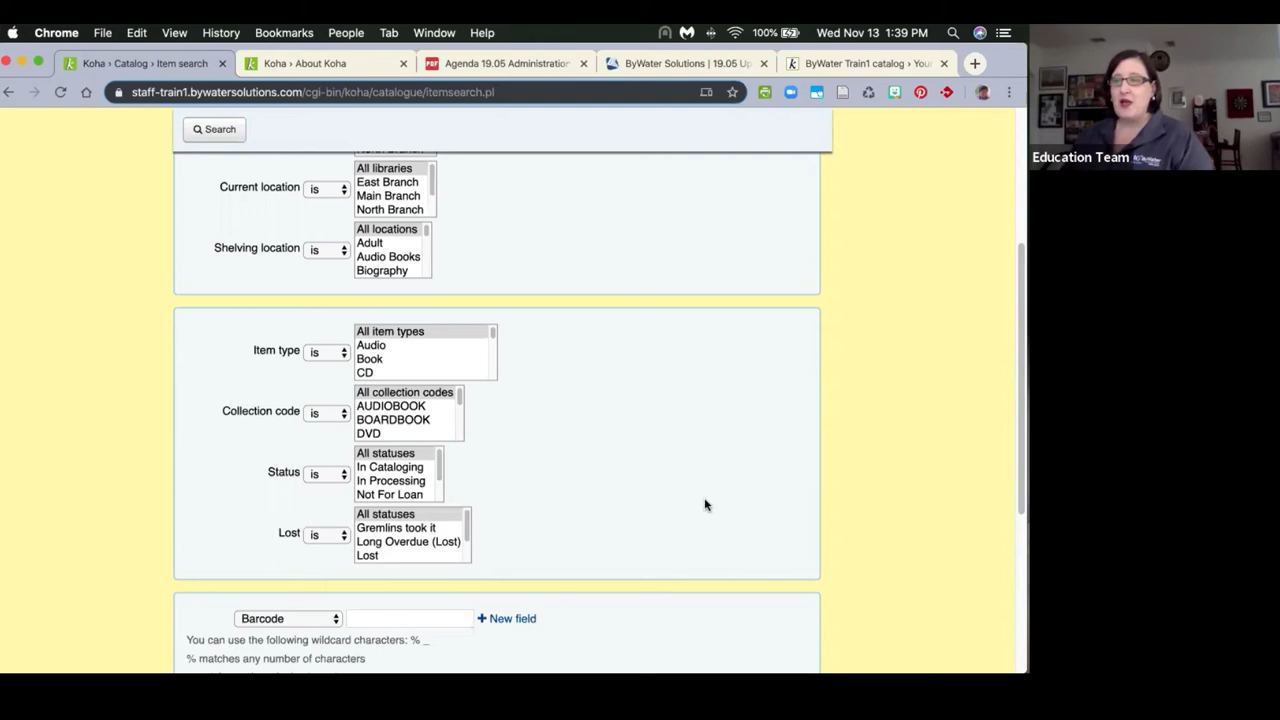 Chrome File Edit View History Bookmarks People Tab Window Help 100% Wed Nov 13 1:39 PM
Koha › Catalog › Item search Koha › About Koha Agenda 19.05 Administration ByWater Solutions | 19.05 Up ByWater Train1 catalog › Your
staff-train1.bywatersolutions.com/cgi-bin/koha/catalogue/itemsearch.pl
Search
Education Team
All libraries
East Branch
Current location is
Main Branch
North Branch
All locations
Adult
Shelving location is
Audio Books
Biography
All item types
Audio
Item type is
Book
CD
All collection codes
AUDIOBOOK
Collection code is
BOARDBOOK
DVD
All statuses
In Cataloging
Status is
In Processing
Not For Loan
All statuses
Gremlins took it
Lost is
Long Overdue (Lost)
Lost
Barcode + New field
You can use the following wildcard characters: % _
% matches any number of characters